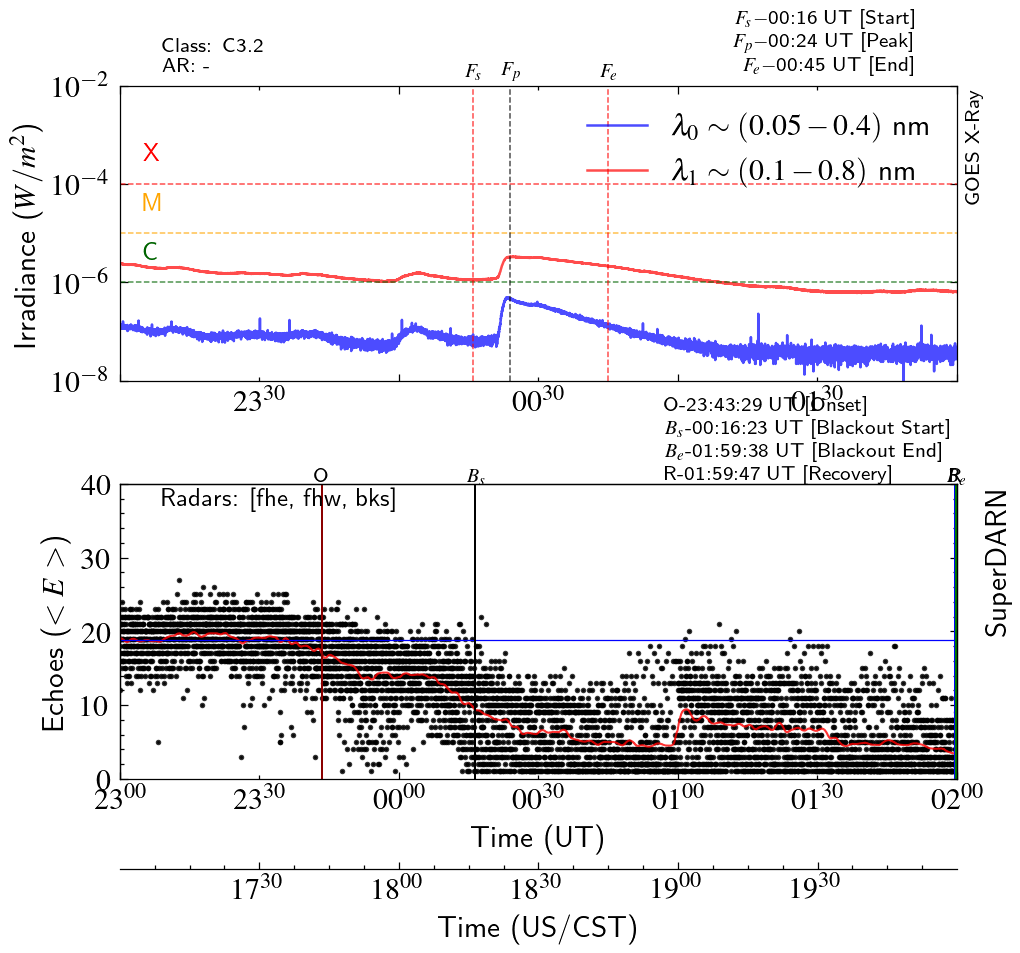 F_s−00:16 UT [Start]
Class: C3.2
F_p−00:24 UT [Peak]
AR: -
F_e−00:45 UT [End]
F_s
F_p
F_e
10^−2
10^−4
10^−6
10^−8
Irradiance (W/m^2)
X
M
C
λ_0 ∼ (0.05 − 0.4) nm
λ_1 ∼ (0.1 − 0.8) nm
GOES X-Ray
23^30
00^30
01^30
O-23:43:29 UT [Onset]
B_s-00:16:23 UT [Blackout Start]
B_e-01:59:38 UT [Blackout End]
R-01:59:47 UT [Recovery]
O
B_s
B_e
Radars: [fhe, fhw, bks]
40
30
20
10
0
Echoes (< E >)
SuperDARN
23^00
23^30
00^00
00^30
01^00
01^30
02^00
Time (UT)
17^30
18^00
18^30
19^00
19^30
Time (US/CST)